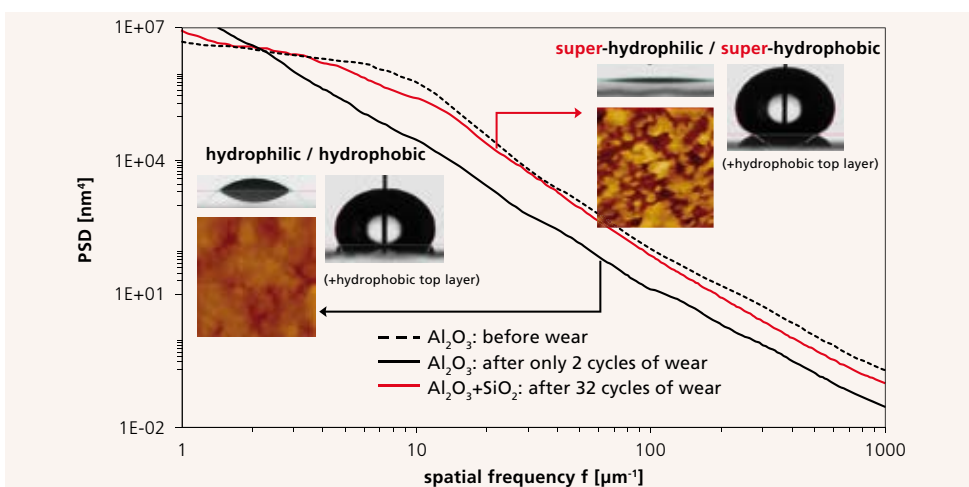 1E+07
super-hydrophilic / super-hydrophobic
(+hydrophobic top layer)
1E+04
hydrophilic / hydrophobic
(+hydrophobic top layer)
PSD [nm⁴]
1E+01
Al₂O₃: before wear
Al₂O₃: after only 2 cycles of wear
Al₂O₃+SiO₂: after 32 cycles of wear
1E-02
1 10 100 1000
spatial frequency f [µm⁻¹]